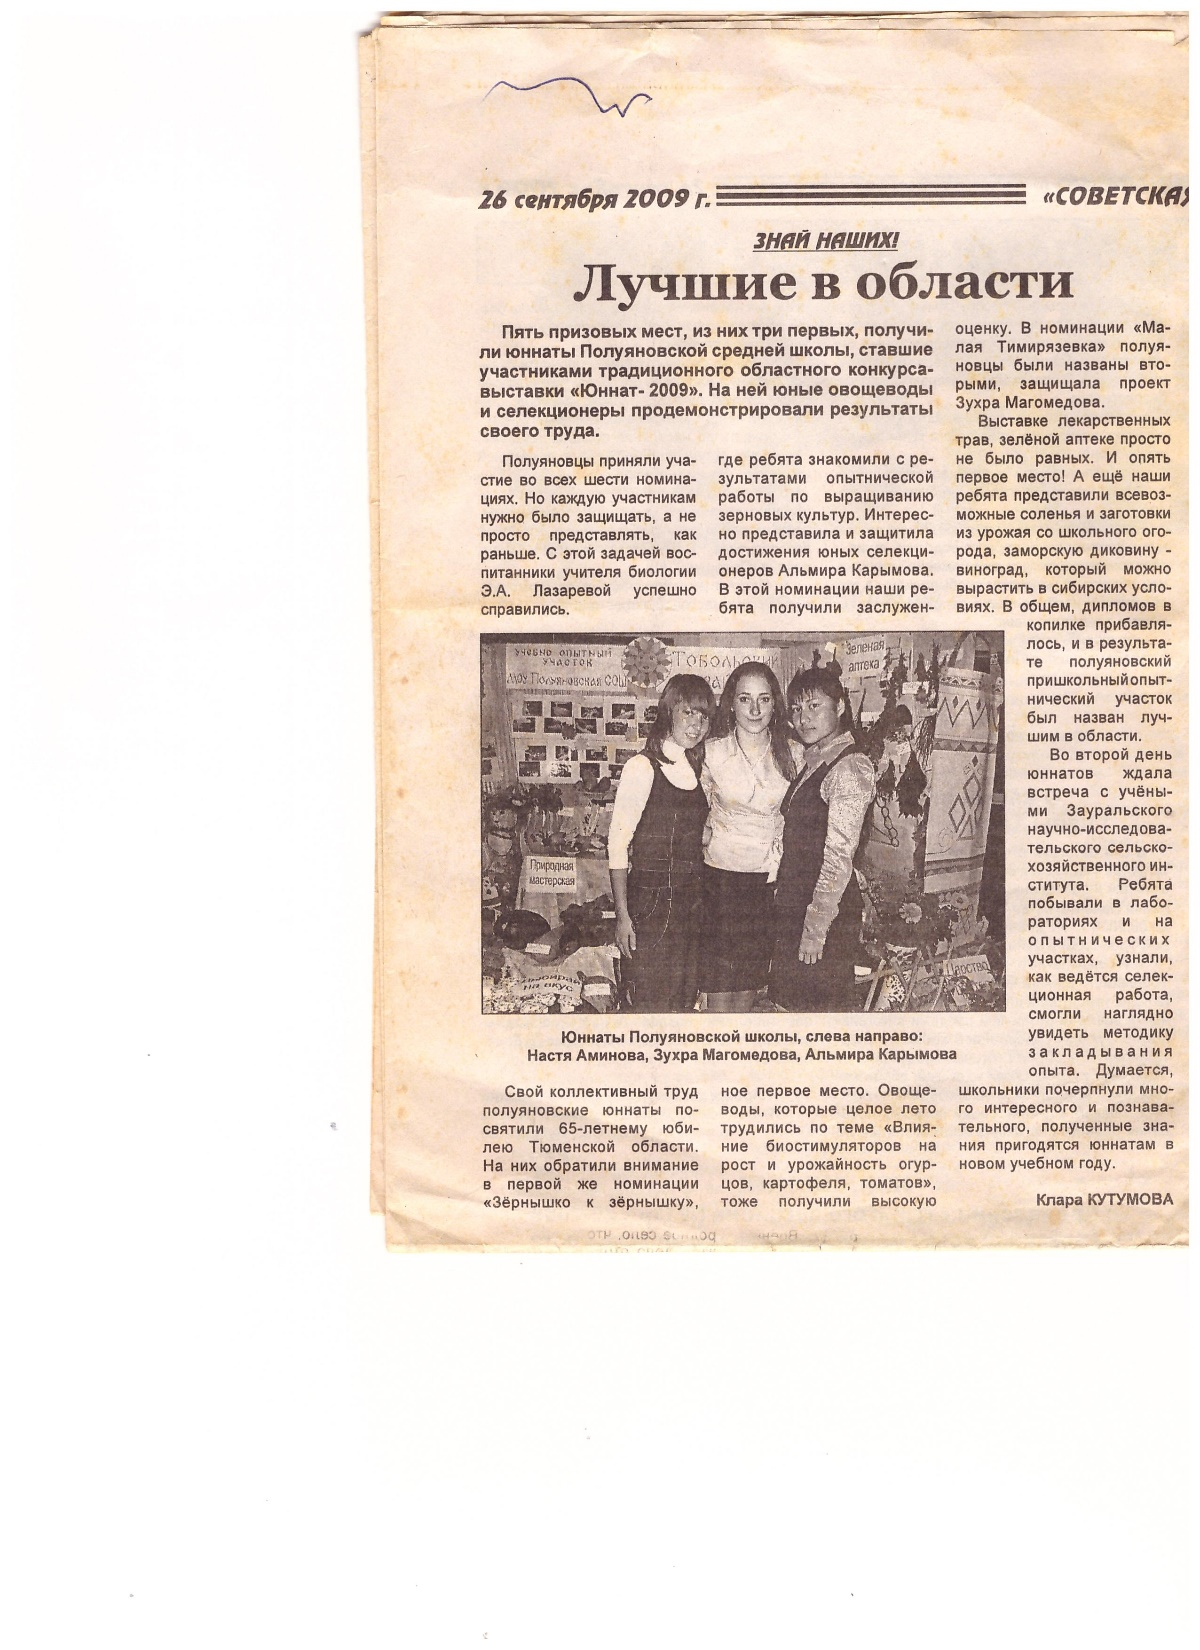 26 сентября 2009 г.
«СОВЕТСКАЯ
ЗНАЙ НАШИХ!
Лучшие в области
Пять призовых мест, из них три первых, получи-
ли юннаты Полуяновской средней школы, ставшие
участниками традиционного областного конкурса-
выставки «Юннат- 2009». На ней юные овощеводы
и селекционеры продемонстрировали результаты
своего труда.
Полуяновцы приняли уча-
стие во всех шести номина-
циях. Но каждую участникам
нужно было защищать, а не
просто представлять, как
раньше. С этой задачей вос-
питанники учителя биологии
Э.А. Лазаревой успешно
справились.
Учебно опытный
участок
МОУ Полуяновская СОШ
Тобольский
Зеленая
аптека
Природная
мастерская
на вкус
Юннаты Полуяновской школы, слева направо:
Настя Аминова, Зухра Магомедова, Альмира Карымова
Свой коллективный труд
полуяновские юннаты по-
святили 65-летнему юби-
лею Тюменской области.
На них обратили внимание
в первой же номинации
«Зёрнышко к зёрнышку»,
где ребята знакомили с ре-
зультатами опытнической
работы по выращиванию
зерновых культур. Интерес-
но представила и защитила
достижения юных селекци-
онеров Альмира Карымова.
В этой номинации наши ре-
бята получили заслужен-
ное первое место. Овоще-
воды, которые целое лето
трудились по теме «Влия-
ние биостимуляторов на
рост и урожайность огур-
цов, картофеля, томатов»,
тоже получили высокую
оценку. В номинации «Ма-
лая Тимирязевка» полуя-
новцы были названы вто-
рыми, защищала проект
Зухра Магомедова.
Выставке лекарственных
трав, зелёной аптеке просто
не было равных. И опять
первое место! А ещё наши
ребята представили всевоз-
можные соленья и заготовки
из урожая со школьного ого-
рода, заморскую диковину -
виноград, который можно
вырастить в сибирских усло-
виях. В общем, дипломов в
копилке прибавля-
лось, и в результа-
те полуяновский
пришкольный опыт-
нический участок
был назван луч-
шим в области.
Во второй день
юннатов ждала
встреча с учёны-
ми Зауральского
научно-исследова-
тельского сельско-
хозяйственного ин-
ститута. Ребята
побывали в лабо-
раториях и на
опытнических
участках, узнали,
как ведётся селек-
ционная работа,
смогли наглядно
увидеть методику
закладывания
опыта. Думается,
школьники почерпнули мно-
го интересного и познава-
тельного, полученные зна-
ния пригодятся юннатам в
новом учебном году.
Клара КУТУМОВА